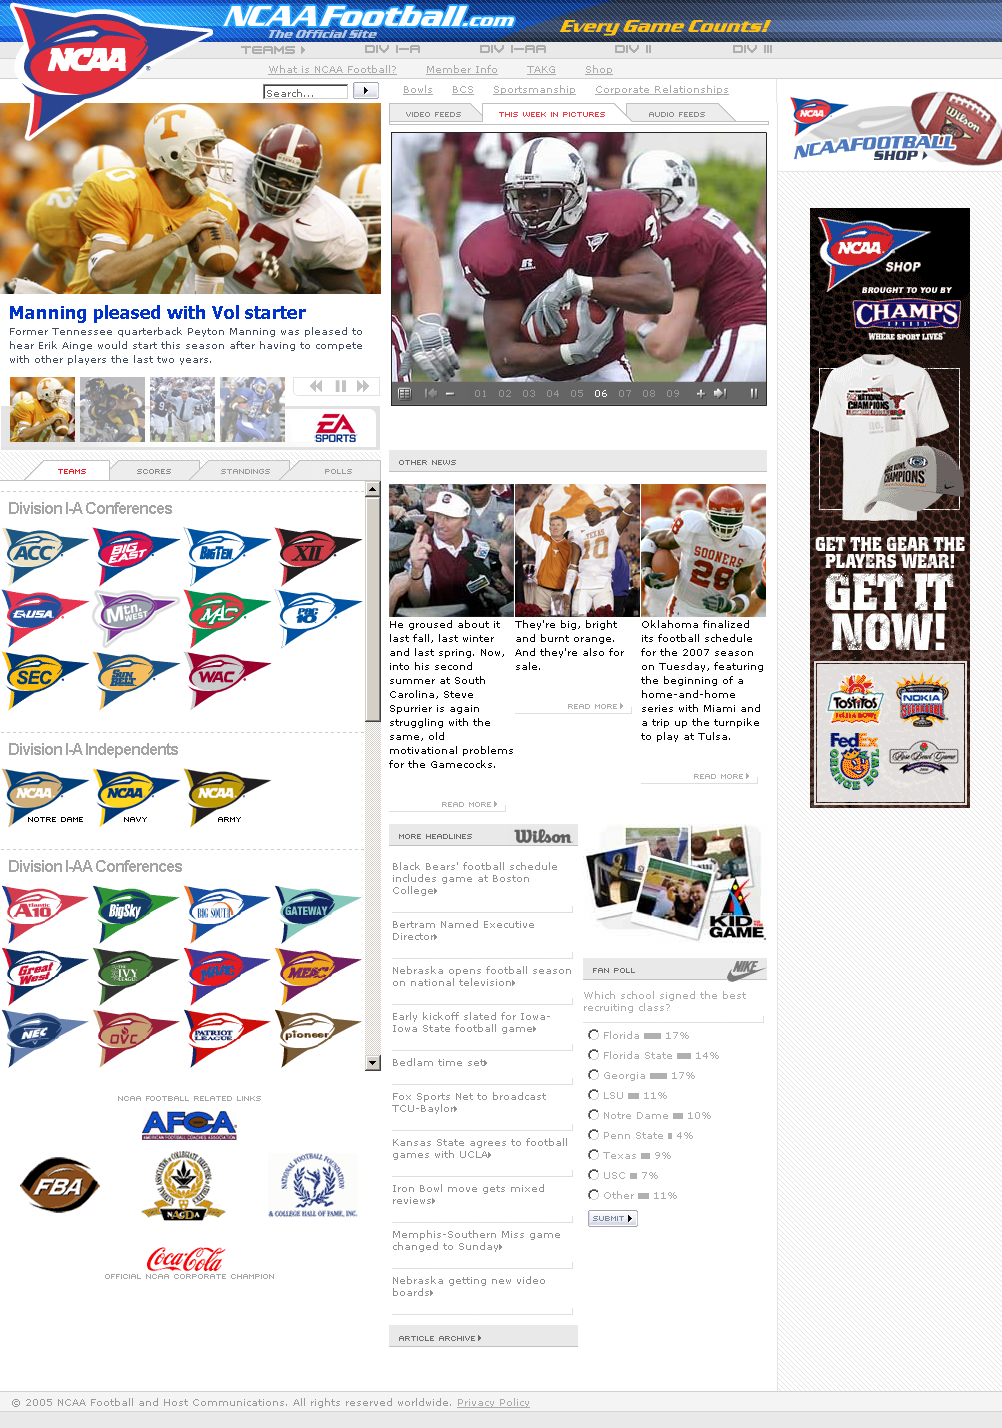 NCAAFootball.com
The Official Site
Every Game Counts!
NCAA
TEAMS
DIV I-A
DIV I-AA
DIV II
DIV III
What is NCAA Football?
Member Info
TAKG
Shop
Search...
Bowls
BCS
Sportsmanship
Corporate Relationships
VIDEO FEEDS
THIS WEEK IN PICTURES
AUDIO FEEDS
NCAA
Wilson
NCAAFOOTBALL
SHOP
Manning pleased with Vol starter
Former Tennessee quarterback Peyton Manning was pleased to
hear Erik Ainge would start this season after having to compete
with other players the last two years.
01 02 03 04 05 06 07 08 09
EA
SPORTS
NCAA
SHOP
BROUGHT TO YOU BY
CHAMPS
SPORTS
WHERE SPORT LIVES
NATIONAL
CHAMPIONS
CHAMPIONS
GET THE GEAR THE
PLAYERS WEAR!
GET IT
NOW!
Tostitos
FIESTA BOWL
NOKIA
FedEx
ORANGE BOWL
Rose Bowl Game
TEAMS
SCORES
STANDINGS
POLLS
Division I-A Conferences
ACC
BIG EAST
BIG TEN
XII
C-USA
Mtn. WEST
MAC
PAC 10
SEC
SUN BELT
WAC
Division I-A Independents
NCAA
NCAA
NCAA
NOTRE DAME
NAVY
ARMY
Division I-AA Conferences
Atlantic A10
BigSky
BIG SOUTH
GATEWAY
Great West
THE IVY LEAGUE
MAAC
MEAC
NEC
OVC
PATRIOT LEAGUE
pioneer
OTHER NEWS
SOONERS
28
10
He groused about it
last fall, last winter
and last spring. Now,
into his second
summer at South
Carolina, Steve
Spurrier is again
struggling with the
same, old
motivational problems
for the Gamecocks.
READ MORE
They're big, bright
and burnt orange.
And they're also for
sale.
READ MORE
Oklahoma finalized
its football schedule
for the 2007 season
on Tuesday, featuring
the beginning of a
home-and-home
series with Miami and
a trip up the turnpike
to play at Tulsa.
READ MORE
MORE HEADLINES
Wilson
Black Bears' football schedule
includes game at Boston
College
Bertram Named Executive
Director
Nebraska opens football season
on national television
Early kickoff slated for Iowa-
Iowa State football game
Bedlam time set
Fox Sports Net to broadcast
TCU-Baylor
Kansas State agrees to football
games with UCLA
Iron Bowl move gets mixed
reviews
Memphis-Southern Miss game
changed to Sunday
Nebraska getting new video
boards
ARTICLE ARCHIVE
KID
GAME
FAN POLL
NIKE
Which school signed the best
recruiting class?
Florida 17%
Florida State 14%
Georgia 17%
LSU 11%
Notre Dame 10%
Penn State 4%
Texas 9%
USC 7%
Other 11%
SUBMIT
NCAA FOOTBALL RELATED LINKS
AFCA
AMERICAN FOOTBALL COACHES ASSOCIATION
FBA
NACDA
NATIONAL FOOTBALL FOUNDATION
& COLLEGE HALL OF FAME, INC.
Coca-Cola
OFFICIAL NCAA CORPORATE CHAMPION
© 2005 NCAA Football and Host Communications. All rights reserved worldwide. Privacy Policy